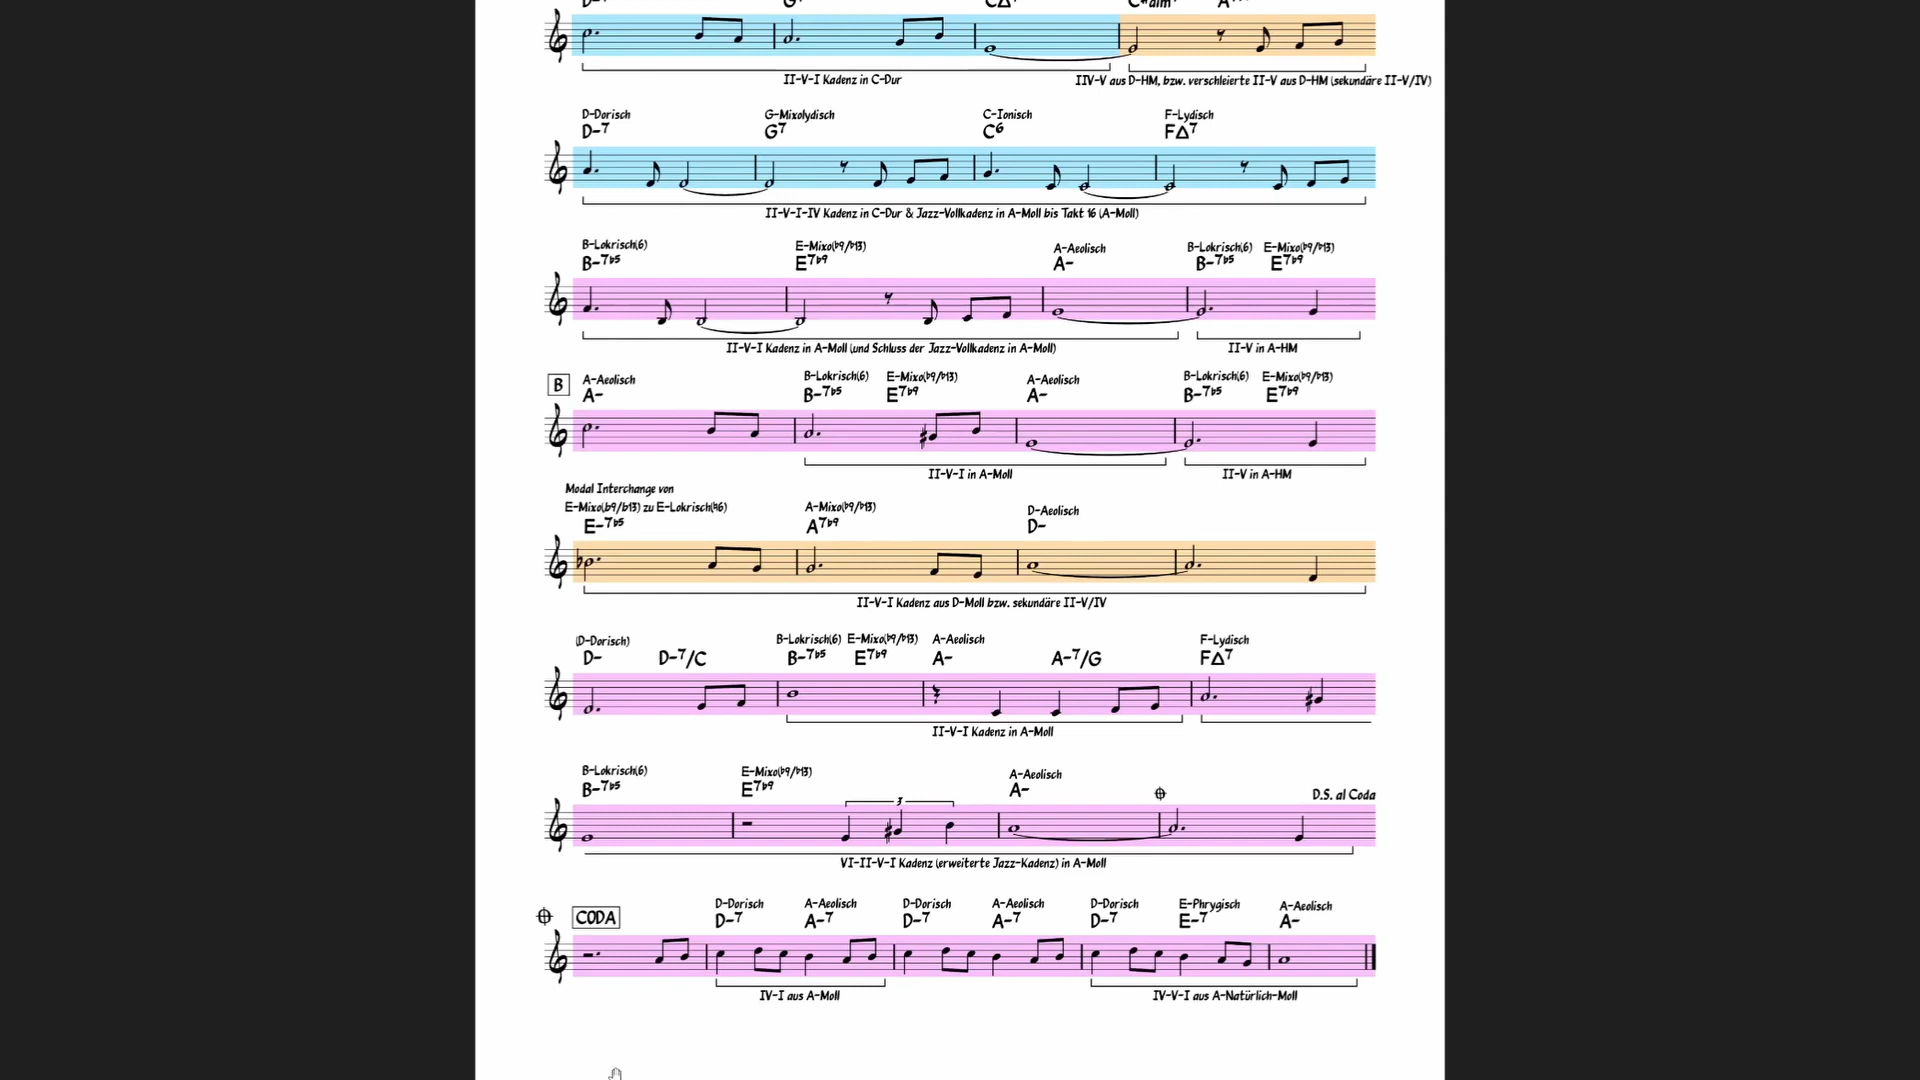 D-7 G7 CΔ7 C#dim7
II-V-I Kadenz in C-Dur IIV-V aus D-HM, bzw. verschleierte II-V aus D-HM (sekundäre II-V/IV)
D-Dorisch G-Mixolydisch C-Ionisch F-Lydisch
D-7 G7 C6 FΔ7
II-V-I-IV Kadenz in C-Dur & Jazz-Vollkadenz in A-Moll bis Takt 16 (A-Moll)
B-Lokrisch(6) E-Mixo(b9/b13) A-Aeolisch B-Lokrisch(6) E-Mixo(b9/b13)
B-7b5 E7b9 A- B-7b5 E7b9
II-V-I Kadenz in A-Moll (und Schluss der Jazz-Vollkadenz in A-Moll) II-V in A-HM
B A-Aeolisch B-Lokrisch(6) E-Mixo(b9/b13) A-Aeolisch B-Lokrisch(6) E-Mixo(b9/b13)
A- B-7b5 E7b9 A- B-7b5 E7b9
II-V-I in A-Moll II-V in A-HM
Modal Interchange von
E-Mixo(b9/b13) zu E-Lokrisch(♮6) A-Mixo(b9/b13) D-Aeolisch
E-7b5 A7b9 D-
II-V-I Kadenz aus D-Moll bzw. sekundäre II-V/IV
(D-Dorisch) B-Lokrisch(6) E-Mixo(b9/b13) A-Aeolisch F-Lydisch
D- D-7/C B-7b5 E7b9 A- A-7/G FΔ7
II-V-I Kadenz in A-Moll
B-Lokrisch(6) E-Mixo(b9/b13) A-Aeolisch
B-7b5 E7b9 A- D.S. al Coda
3
VI-II-V-I Kadenz (erweiterte Jazz-Kadenz) in A-Moll
D-Dorisch A-Aeolisch D-Dorisch A-Aeolisch D-Dorisch E-Phrygisch A-Aeolisch
CODA D-7 A-7 D-7 A-7 D-7 E-7 A-
IV-I aus A-Moll IV-V-I aus A-Natürlich-Moll